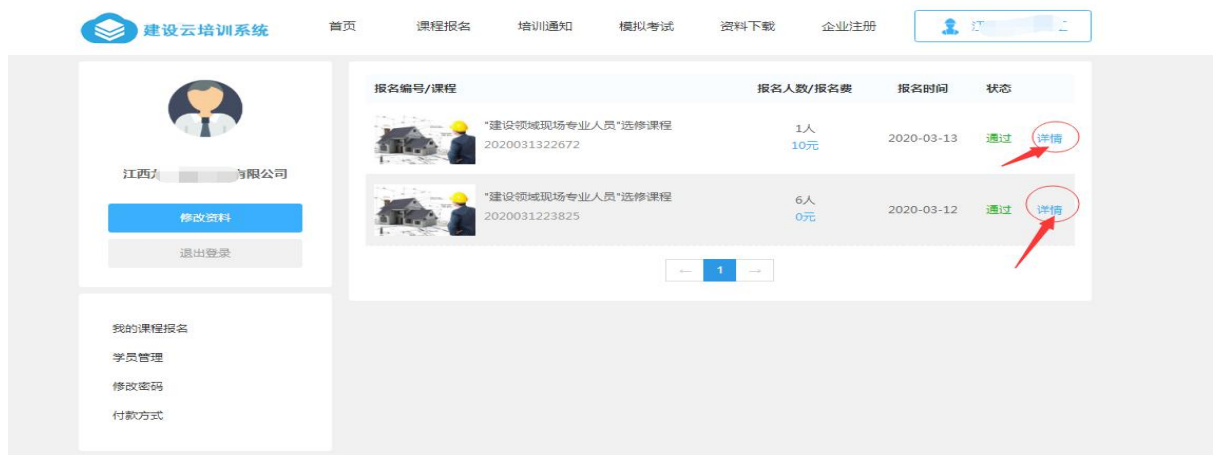 建设云培训系统
首页 课程报名 培训通知 模拟考试 资料下载 企业注册
江西 有限公司
修改资料
退出登录
我的课程报名
学员管理
修改密码
付款方式
报名编号/课程 报名人数/报名费 报名时间 状态
"建设领域现场专业人员"选修课程
2020031322672
1人
10元
2020-03-13 通过 详情
"建设领域现场专业人员"选修课程
2020031223825
6人
0元
2020-03-12 通过 详情
← 1 →